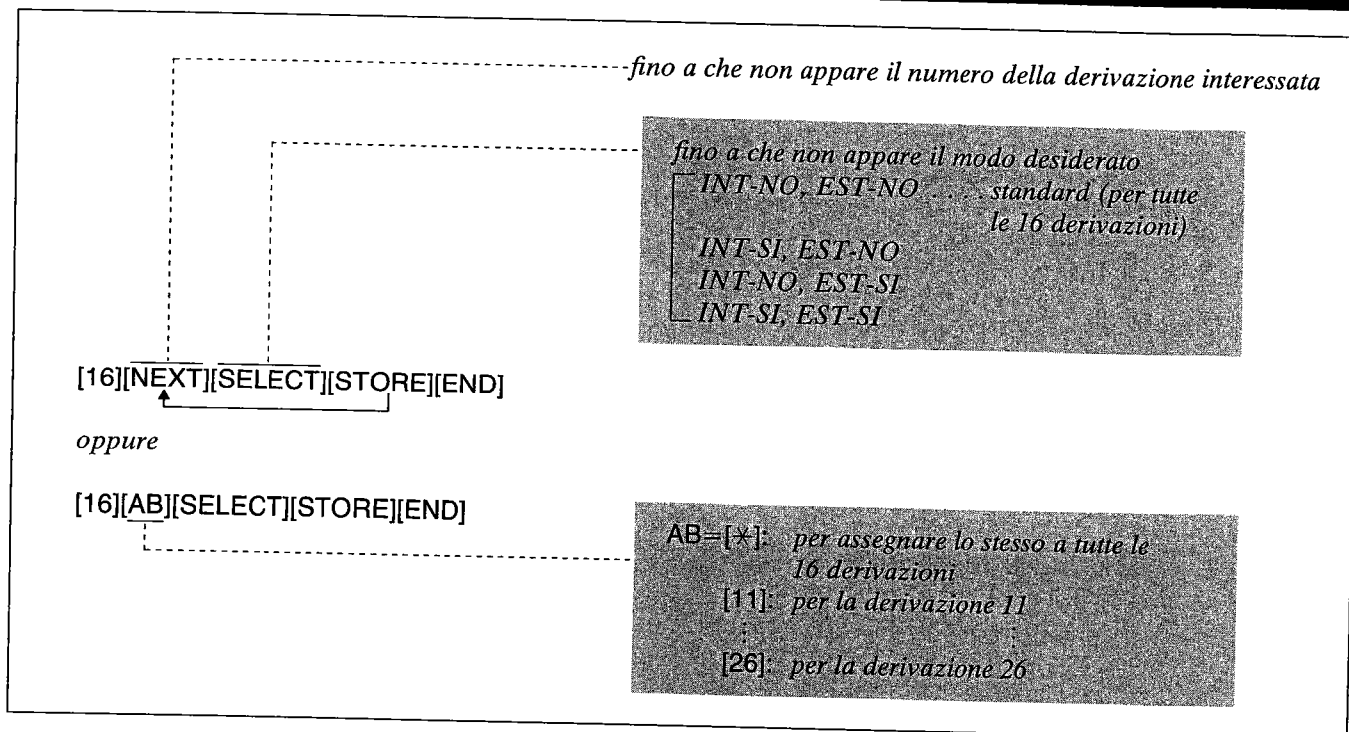 fino a che non appare il numero della derivazione interessata
fino a che non appare il modo desiderato
INT-NO, EST-NO . . . . . standard (per tutte
le 16 derivazioni)
INT-SI, EST-NO
INT-NO, EST-SI
INT-SI, EST-SI
[16][NEXT][SELECT][STORE][END]
oppure
[16][AB][SELECT][STORE][END]
AB=[✳]: per assegnare lo stesso a tutte le
16 derivazioni
[11]: per la derivazione 11
[26]: per la derivazione 26